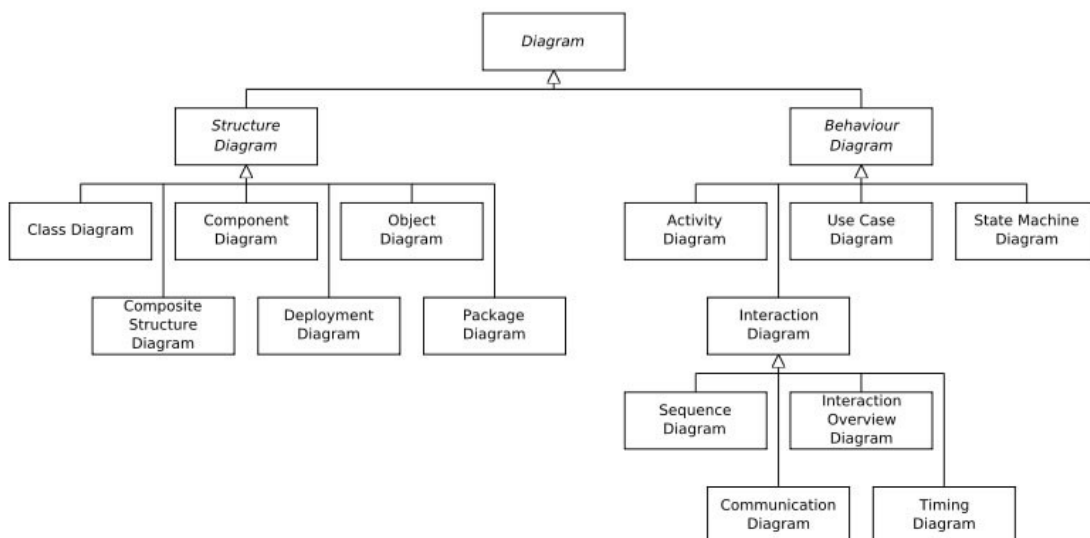 Diagram
Structure
Diagram
Behaviour
Diagram
Class Diagram
Component
Diagram
Object
Diagram
Activity
Diagram
Use Case
Diagram
State Machine
Diagram
Composite
Structure
Diagram
Deployment
Diagram
Package
Diagram
Interaction
Diagram
Sequence
Diagram
Interaction
Overview
Diagram
Communication
Diagram
Timing
Diagram